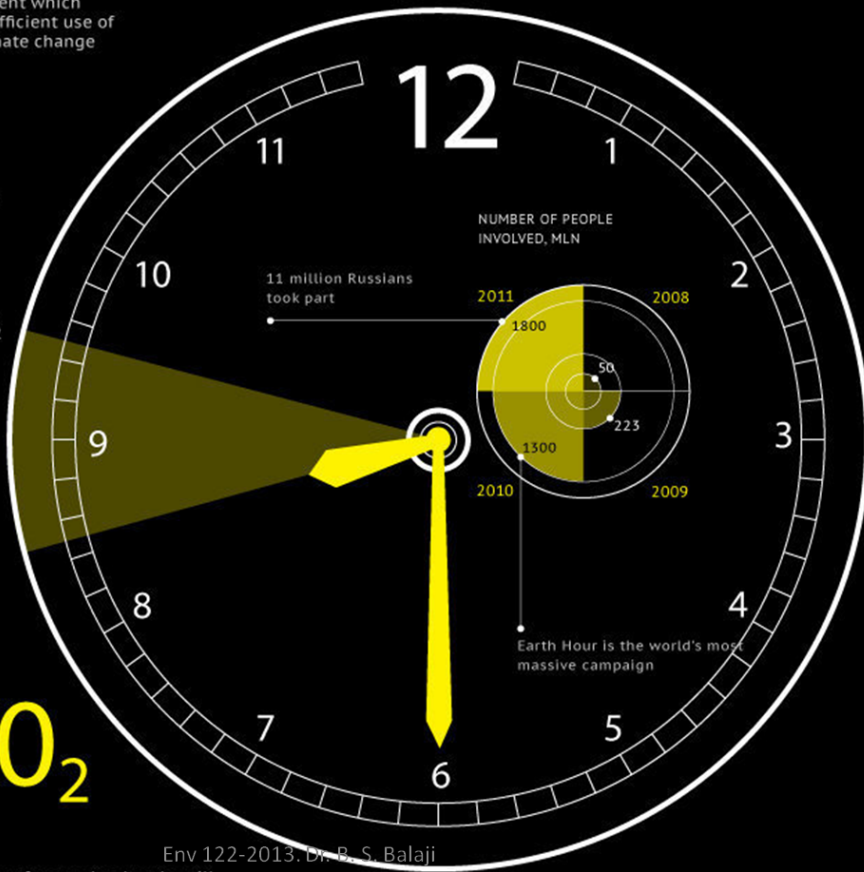 ent which
fficient use of
ate change
12
11
1
NUMBER OF PEOPLE
INVOLVED, MLN
10
2
11 million Russians
took part
2011
2008
1800
50
9
3
223
1300
2010
2009
8
4
Earth Hour is the world's most
massive campaign
7
5
O₂
6
Env 122-2013. Dr. B. S. Balaji